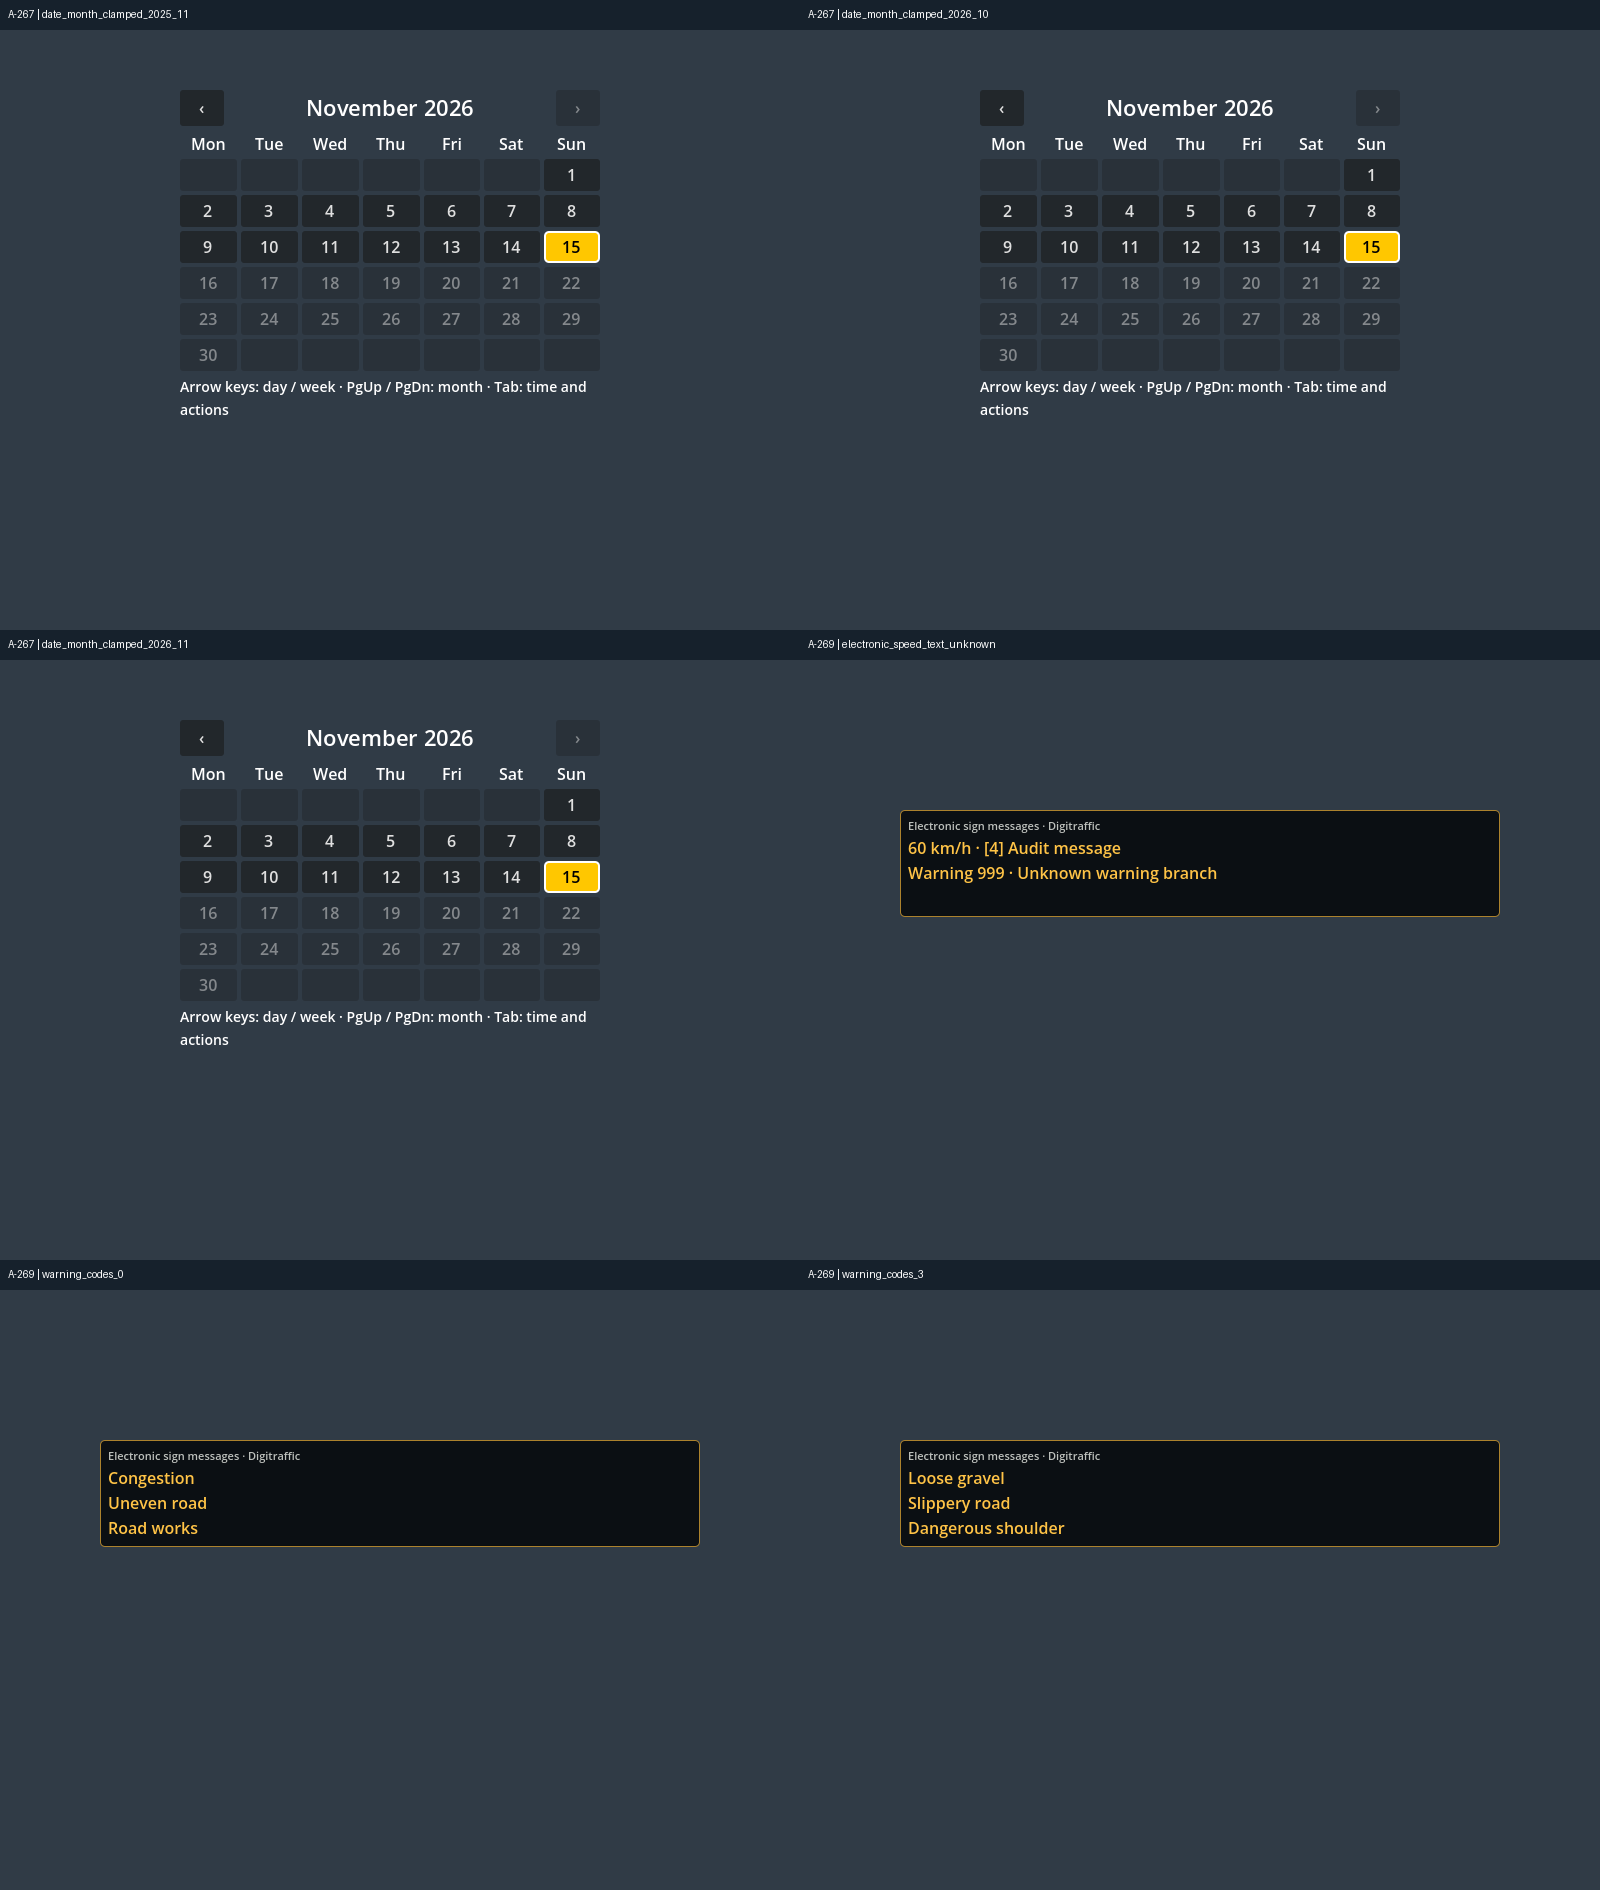 A-267 | date_month_clamped_2025_11
‹ November 2026 ›
Mon Tue Wed Thu Fri Sat Sun
1
2 3 4 5 6 7 8
9 10 11 12 13 14 15
16 17 18 19 20 21 22
23 24 25 26 27 28 29
30
Arrow keys: day / week · PgUp / PgDn: month · Tab: time and
actions
A-267 | date_month_clamped_2026_10
‹ November 2026 ›
Mon Tue Wed Thu Fri Sat Sun
1
2 3 4 5 6 7 8
9 10 11 12 13 14 15
16 17 18 19 20 21 22
23 24 25 26 27 28 29
30
Arrow keys: day / week · PgUp / PgDn: month · Tab: time and
actions
A-267 | date_month_clamped_2026_11
‹ November 2026 ›
Mon Tue Wed Thu Fri Sat Sun
1
2 3 4 5 6 7 8
9 10 11 12 13 14 15
16 17 18 19 20 21 22
23 24 25 26 27 28 29
30
Arrow keys: day / week · PgUp / PgDn: month · Tab: time and
actions
A-269 | electronic_speed_text_unknown
Electronic sign messages · Digitraffic
60 km/h · [4] Audit message
Warning 999 · Unknown warning branch
A-269 | warning_codes_0
Electronic sign messages · Digitraffic
Congestion
Uneven road
Road works
A-269 | warning_codes_3
Electronic sign messages · Digitraffic
Loose gravel
Slippery road
Dangerous shoulder